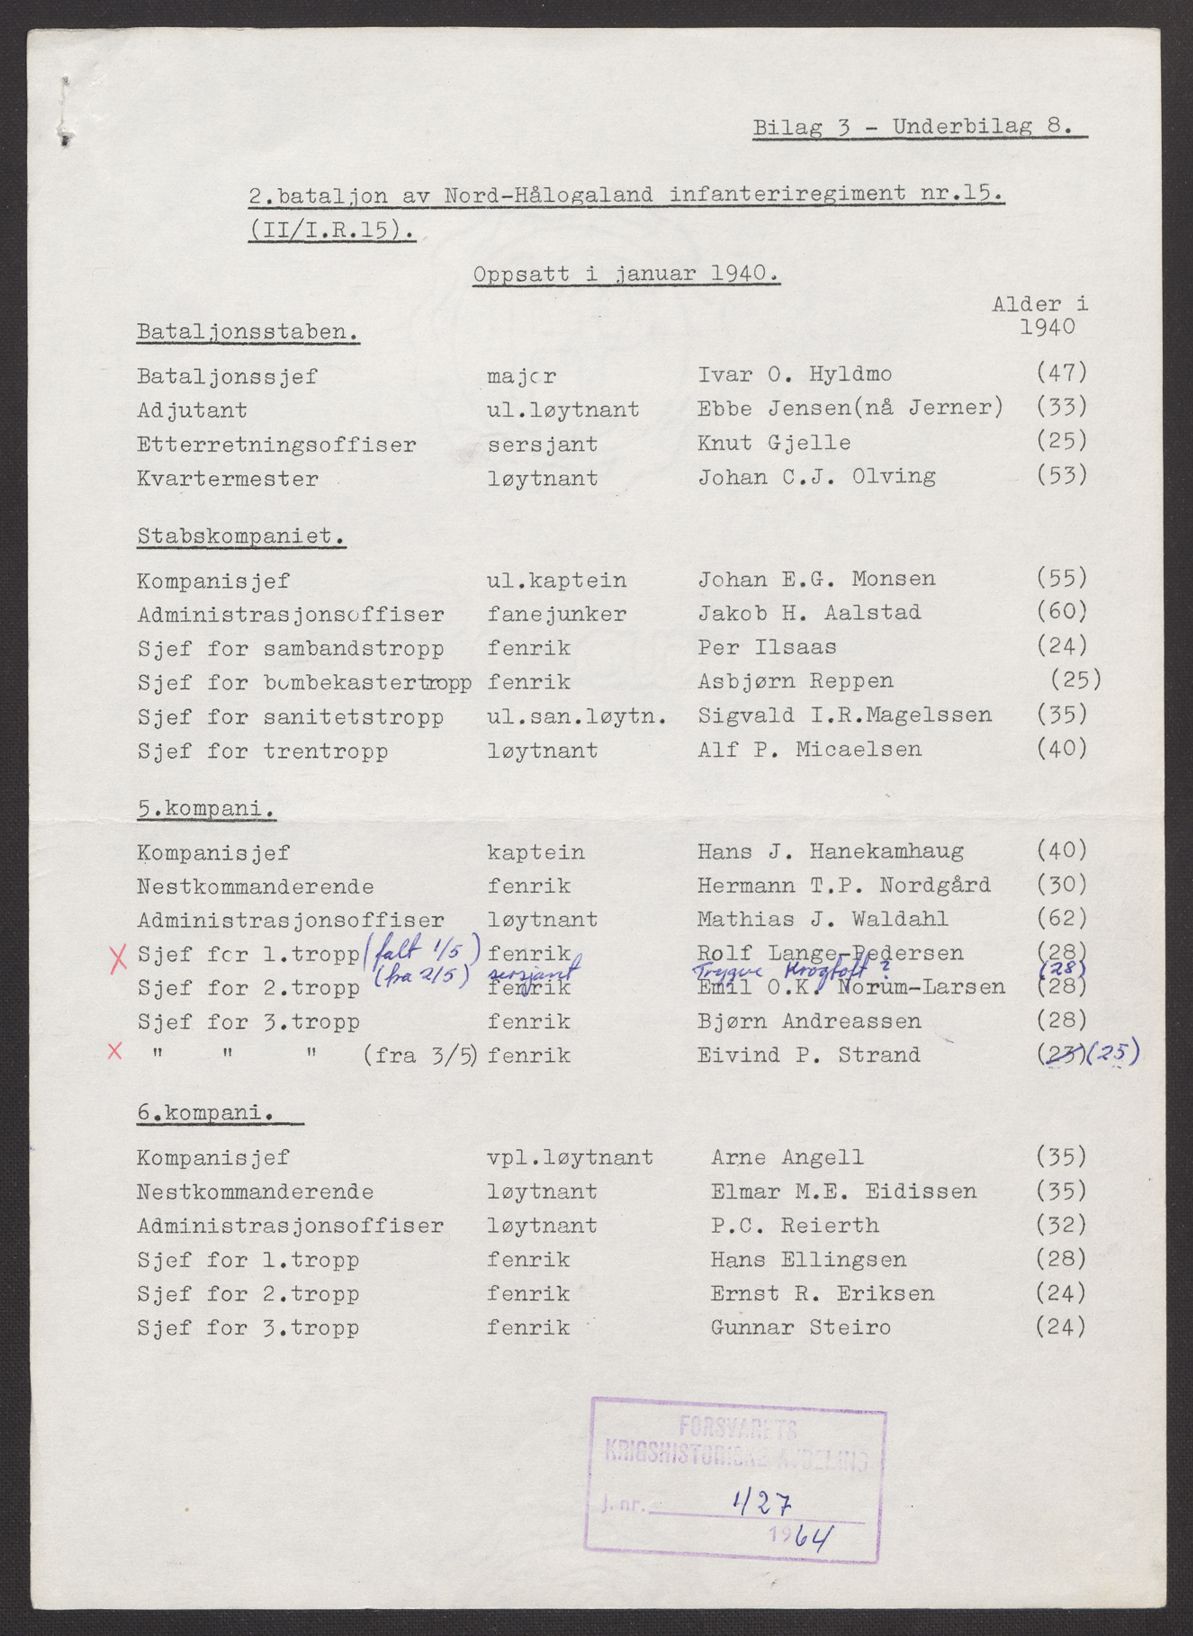 Bilag 3 - Underbilag 8.
2.bataljon av Nord-Hålogaland infanteriregiment nr.15.
(II/I.R.15).
Oppsatt i januar 1940.
Alder i
1940
Bataljonsstaben.
Bataljonssjef major Ivar O. Hyldmo (47)
Adjutant ul.løytnant Ebbe Jensen(nå Jerner) (33)
Etterretningsoffiser sersjant Knut Gjelle (25)
Kvartermester løytnant Johan C.J. Olving (53)
Stabskompaniet.
Kompanisjef ul.kaptein Johan E.G. Monsen (55)
Administrasjonsoffiser fanejunker Jakob H. Aalstad (60)
Sjef for sambandstropp fenrik Per Ilsaas (24)
Sjef for bombekastertropp fenrik Asbjørn Reppen (25)
Sjef for sanitetstropp ul.san.løytn. Sigvald I.R.Magelssen (35)
Sjef for trentropp løytnant Alf P. Micaelsen (40)
5.kompani.
Kompanisjef kaptein Hans J. Hanekamhaug (40)
Nestkommanderende fenrik Hermann T.P. Nordgård (30)
Administrasjonsoffiser løytnant Mathias J. Waldahl (62)
X Sjef for 1.tropp (falt 1/5) fenrik Rolf Lange-Pedersen (28)
(fra 2/5) sersjant Trygve Krogtoft ? (28)
Sjef for 2.tropp fenrik Emil O.K. Norum-Larsen (28)
Sjef for 3.tropp fenrik Bjørn Andreassen (28)
X " " " (fra 3/5) fenrik Eivind P. Strand (23) (25)
6.kompani.
Kompanisjef vpl.løytnant Arne Angell (35)
Nestkommanderende løytnant Elmar M.E. Eidissen (35)
Administrasjonsoffiser løytnant P.C. Reierth (32)
Sjef for 1.tropp fenrik Hans Ellingsen (28)
Sjef for 2.tropp fenrik Ernst R. Eriksen (24)
Sjef for 3.tropp fenrik Gunnar Steiro (24)
FORSVARETS
KRIGSHISTORISKE AVDELING
j. nr. 427
1964